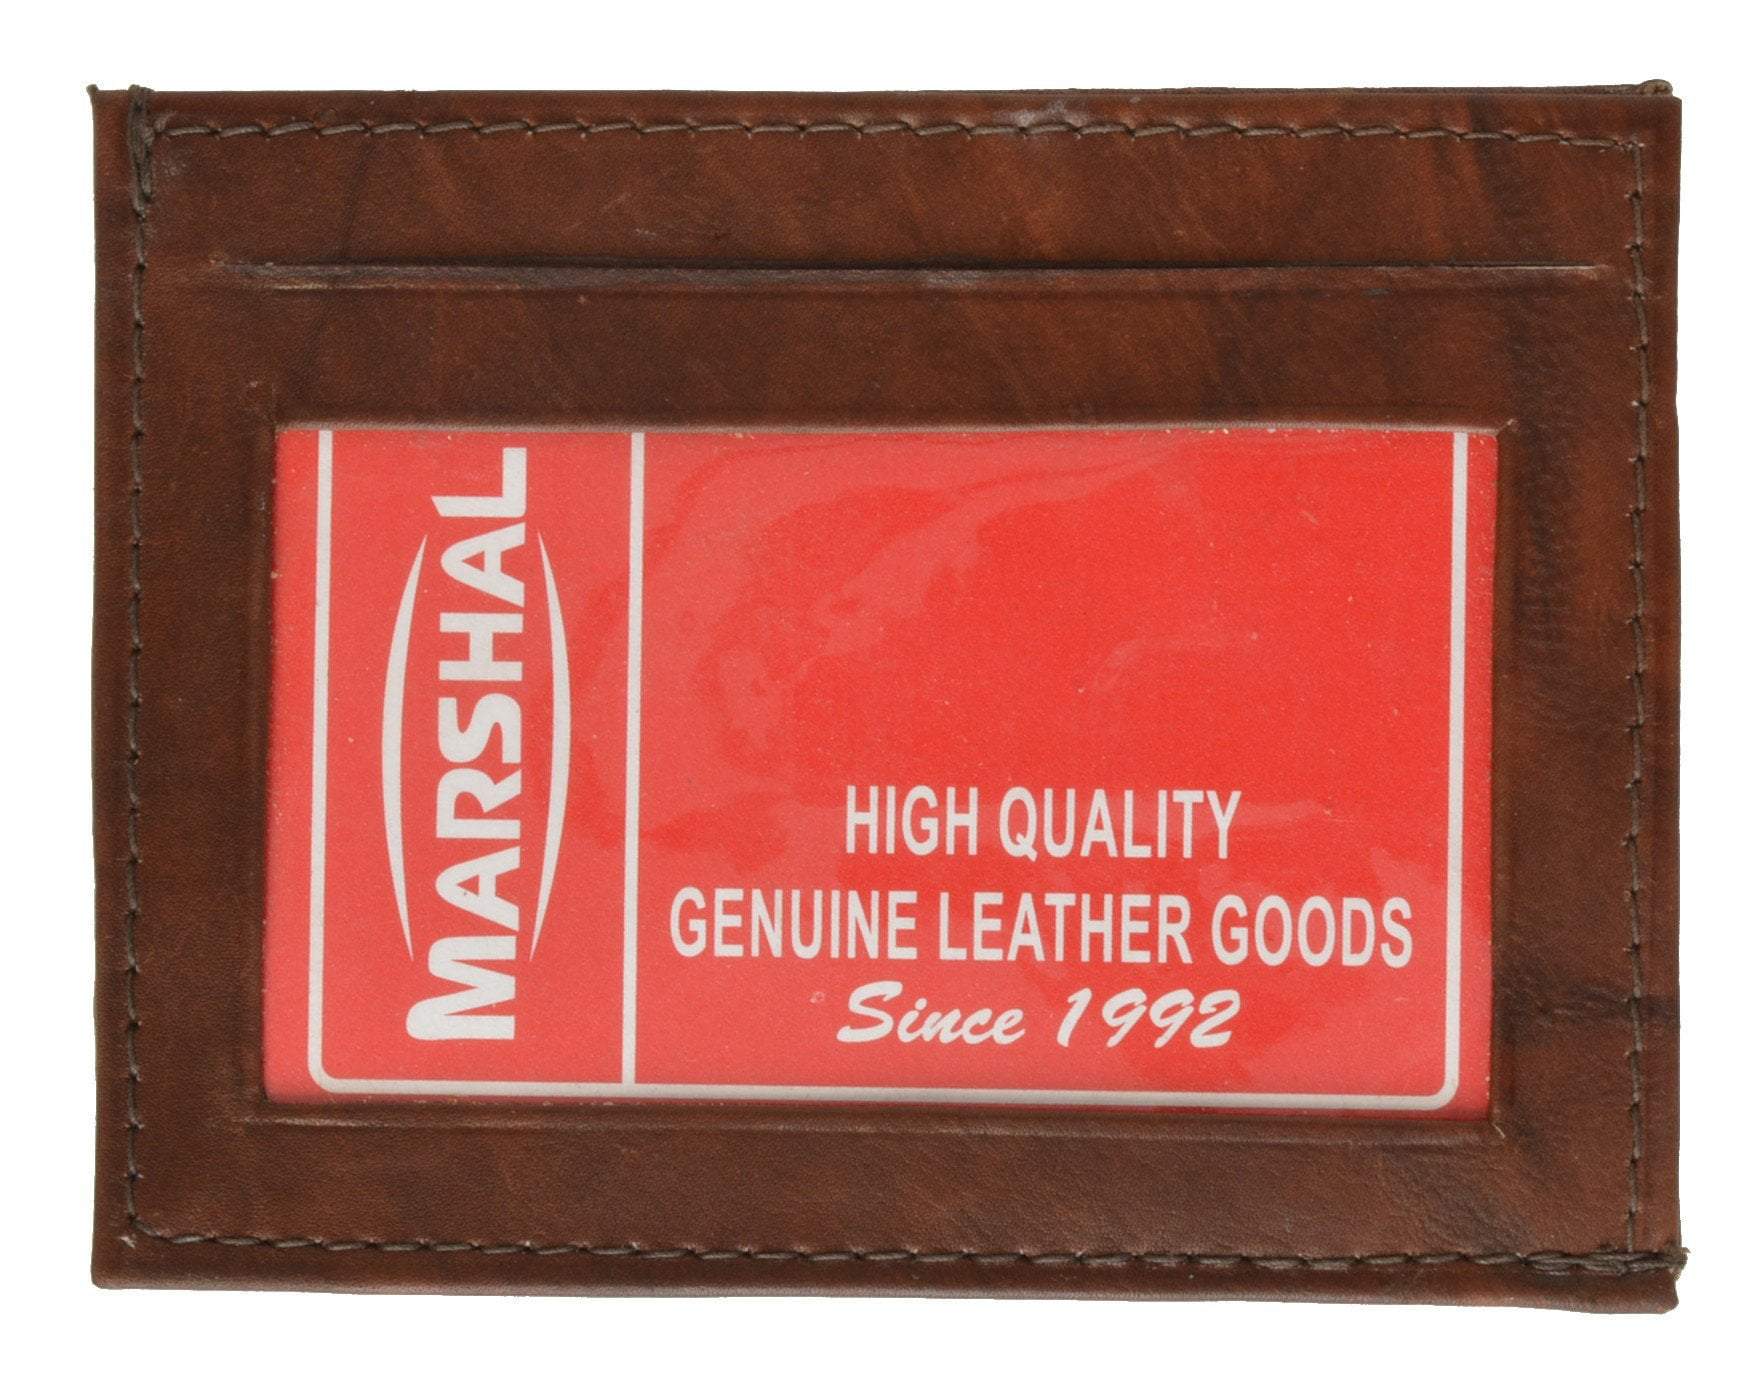 MARSHAL
HIGH QUALITY
GENUINE LEATHER GOODS
Since 1992